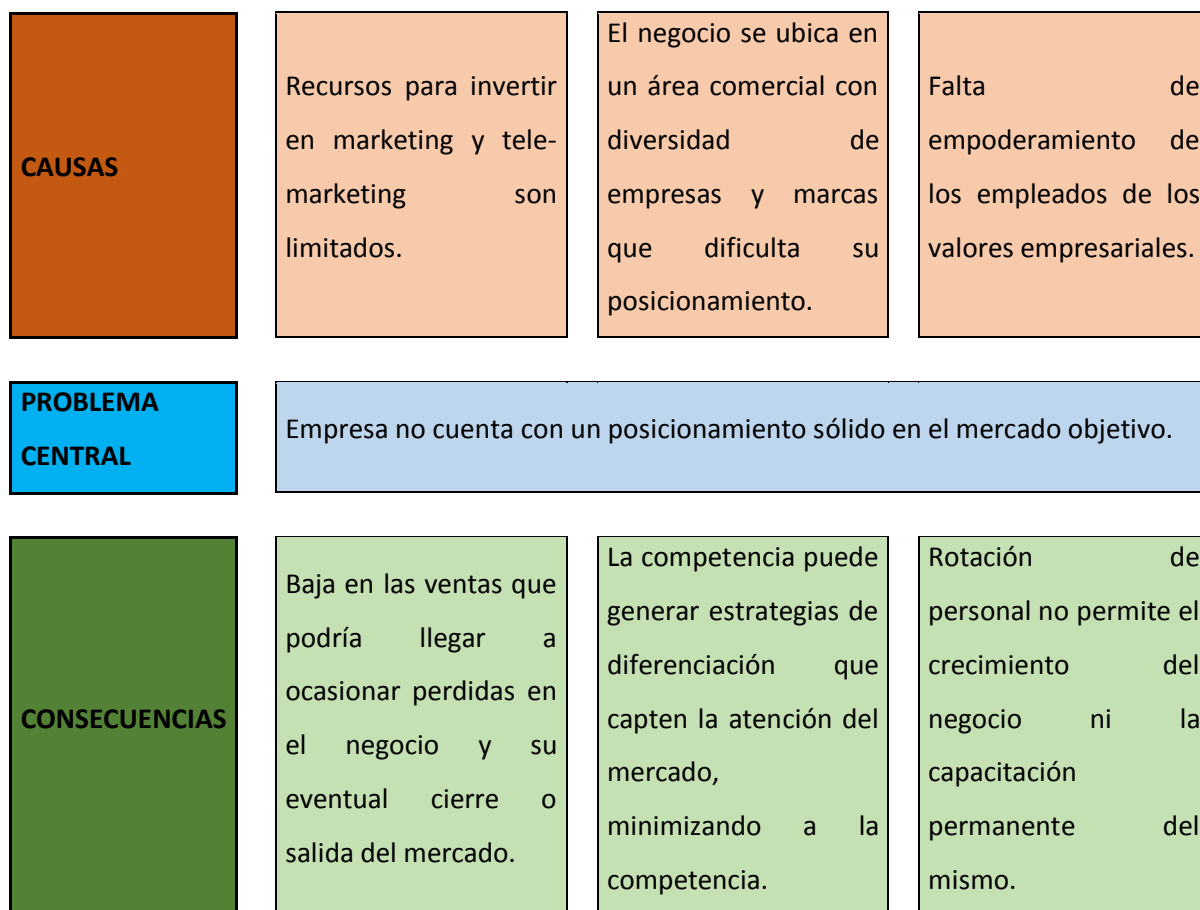 CAUSAS
Recursos para invertir
en marketing y tele-
marketing son
limitados.
El negocio se ubica en
un área comercial con
diversidad de
empresas y marcas
que dificulta su
posicionamiento.
Falta de
empoderamiento de
los empleados de los
valores empresariales.
PROBLEMA
CENTRAL
Empresa no cuenta con un posicionamiento sólido en el mercado objetivo.
CONSECUENCIAS
Baja en las ventas que
podría llegar a
ocasionar perdidas en
el negocio y su
eventual cierre o
salida del mercado.
La competencia puede
generar estrategias de
diferenciación que
capten la atención del
mercado,
minimizando a la
competencia.
Rotación de
personal no permite el
crecimiento del
negocio ni la
capacitación
permanente del
mismo.